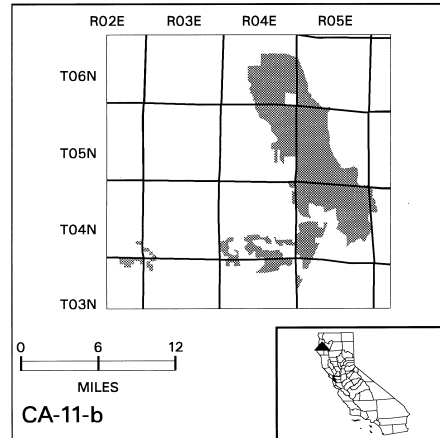 R02E R03E R04E R05E
T06N
T05N
T04N
T03N
0 6 12
MILES
CA-11-b